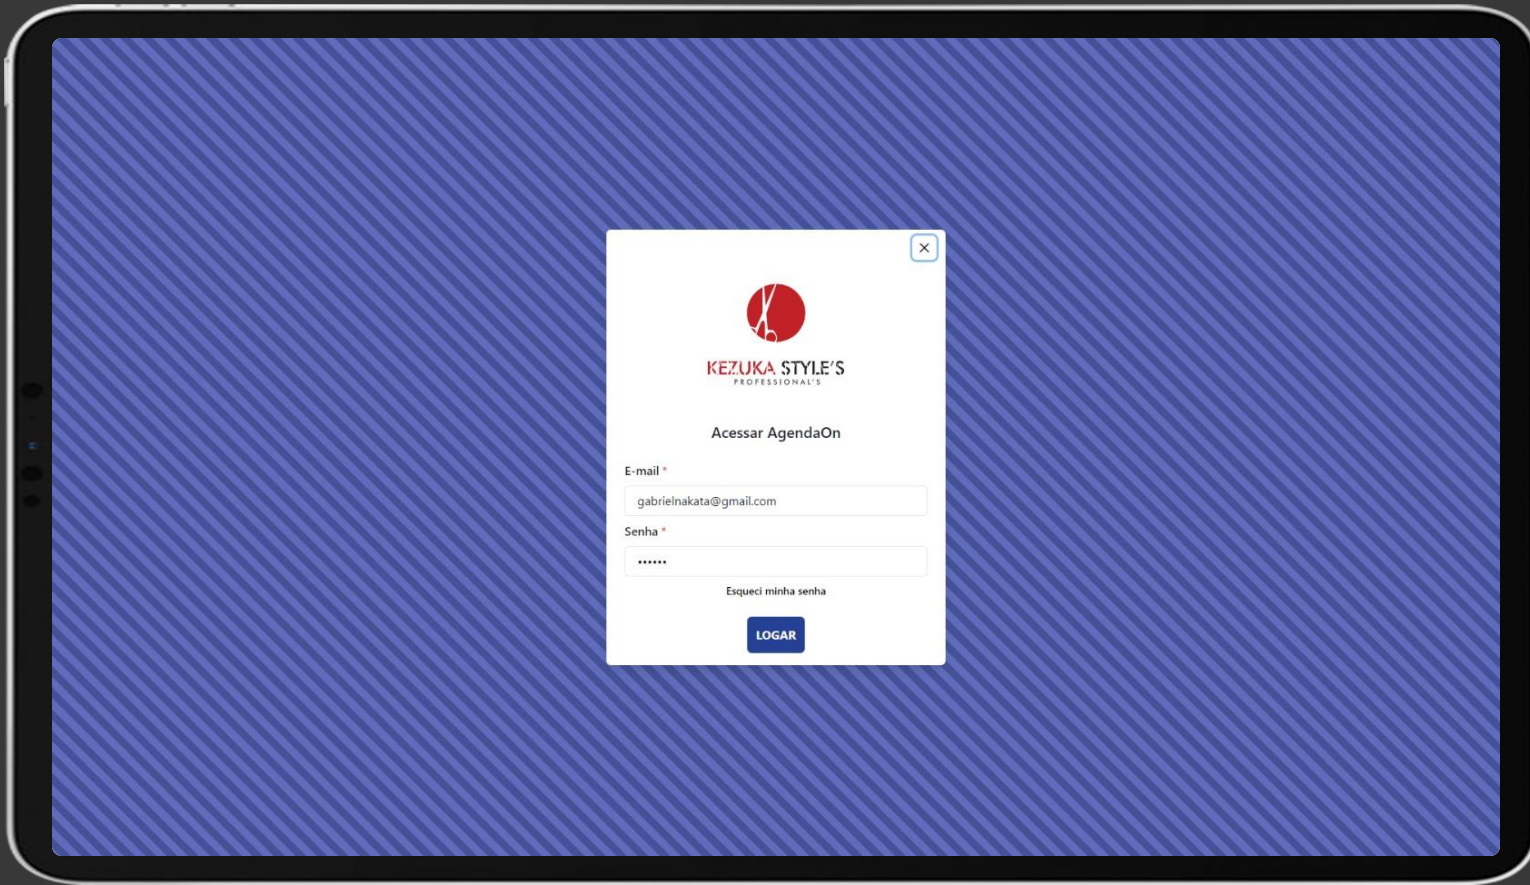 KEZUKA STYLE'S
PROFESSIONAL'S
Acessar AgendaOn
E-mail *
gabrielnakata@gmail.com
Senha *
••••••
Esqueci minha senha
LOGAR